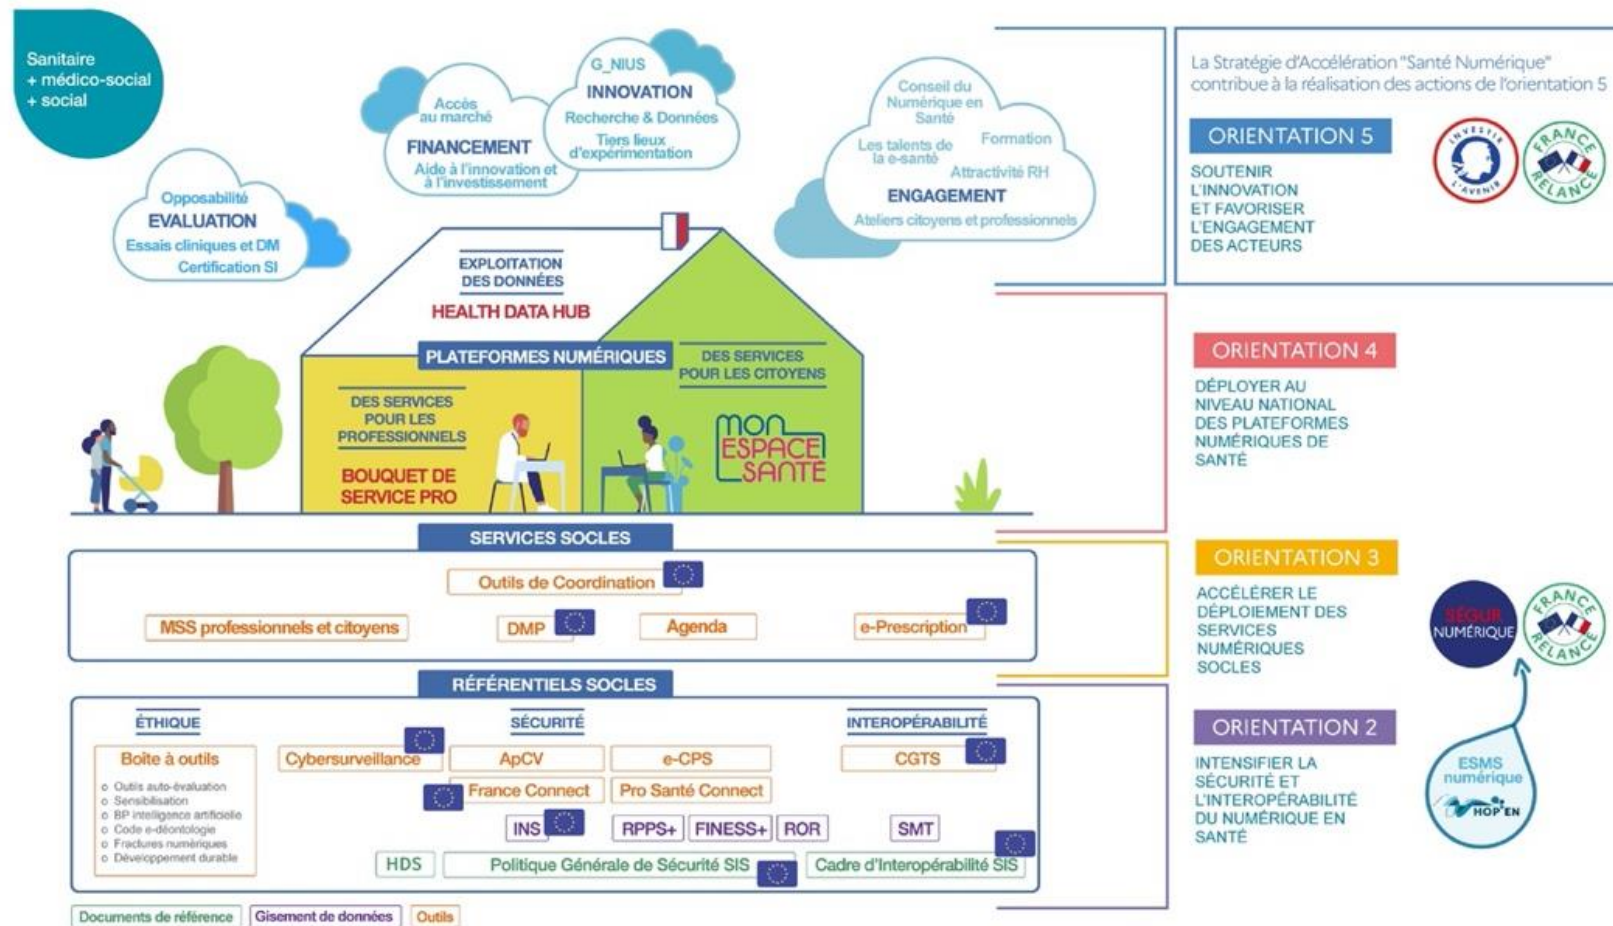 Sanitaire
+ médico-social
+ social
Opposabilité
EVALUATION
Essais cliniques et DM
Certification SI
Accès
au marché
FINANCEMENT
Aide à l'innovation et
à l'investissement
G_NIUS
INNOVATION
Recherche & Données
Tiers lieux
d'expérimentation
Conseil du
Numérique en
Santé
Formation
Les talents de
la e-santé
Attractivité RH
ENGAGEMENT
Ateliers citoyens et professionnels
La Stratégie d'Accélération "Santé Numérique"
contribue à la réalisation des actions de l'orientation 5
ORIENTATION 5
SOUTENIR
L'INNOVATION
ET FAVORISER
L'ENGAGEMENT
DES ACTEURS
INVESTIR
L'AVENIR
FRANCE
RELANCE
EXPLOITATION
DES DONNÉES
HEALTH DATA HUB
PLATEFORMES NUMÉRIQUES
DES SERVICES
POUR LES CITOYENS
DES SERVICES
POUR LES
PROFESSIONNELS
BOUQUET DE
SERVICE PRO
MON
ESPACE
SANTÉ
ORIENTATION 4
DÉPLOYER AU
NIVEAU NATIONAL
DES PLATEFORMES
NUMÉRIQUES DE
SANTÉ
SERVICES SOCLES
Outils de Coordination
MSS professionnels et citoyens
DMP
Agenda
e-Prescription
ORIENTATION 3
ACCÉLÉRER LE
DÉPLOIEMENT DES
SERVICES
NUMÉRIQUES
SOCLES
SÉGUR
NUMÉRIQUE
FRANCE
RELANCE
RÉFÉRENTIELS SOCLES
ÉTHIQUE
SÉCURITÉ
INTEROPÉRABILITÉ
Boîte à outils
o Outils auto-évaluation
o Sensibilisation
o BP intelligence artificielle
o Code e-déontologie
o Fractures numériques
o Développement durable
Cybersurveillance
ApCV
e-CPS
CGTS
France Connect
Pro Santé Connect
INS
RPPS+
FINESS+
ROR
SMT
HDS
Politique Générale de Sécurité SIS
Cadre d'Interopérabilité SIS
ORIENTATION 2
INTENSIFIER LA
SÉCURITÉ ET
L'INTEROPÉRABILITÉ
DU NUMÉRIQUE EN
SANTÉ
ESMS
numérique
HOP'EN
Documents de référence
Gisement de données
Outils